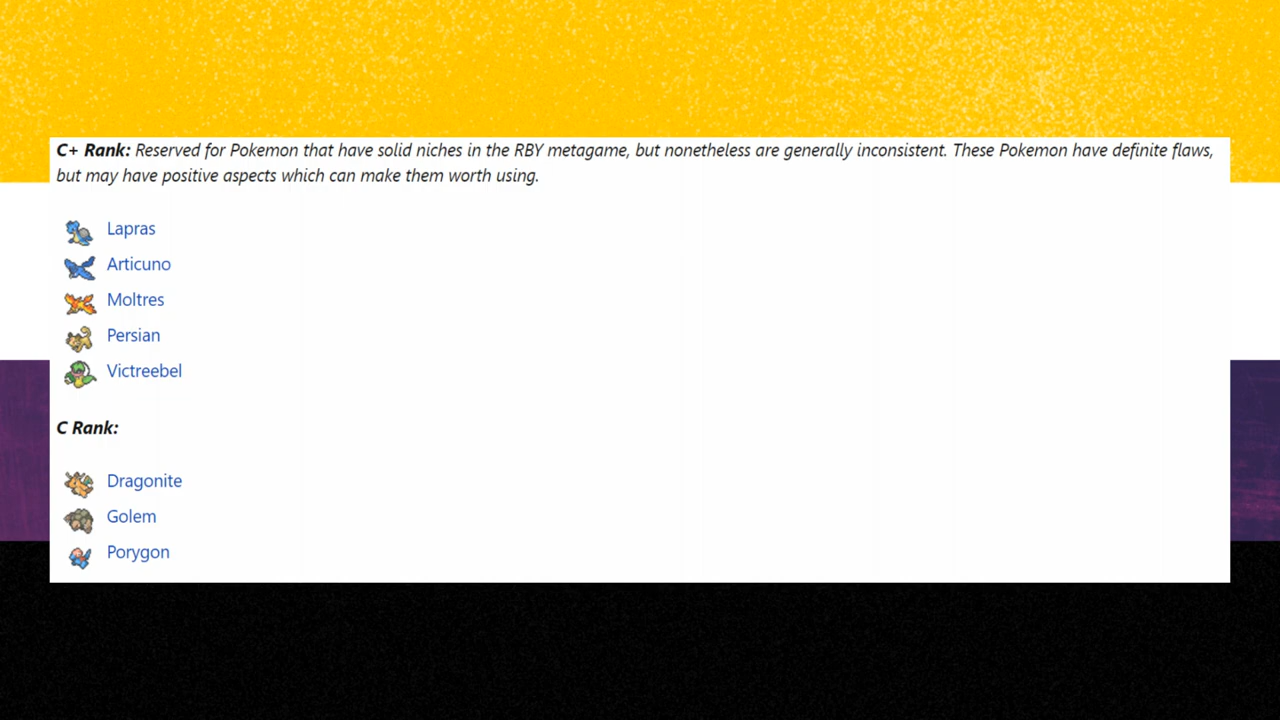 C+ Rank: Reserved for Pokemon that have solid niches in the RBY metagame, but nonetheless are generally inconsistent. These Pokemon have definite flaws,
but may have positive aspects which can make them worth using.
Lapras
Articuno
Moltres
Persian
Victreebel
C Rank:
Dragonite
Golem
Porygon